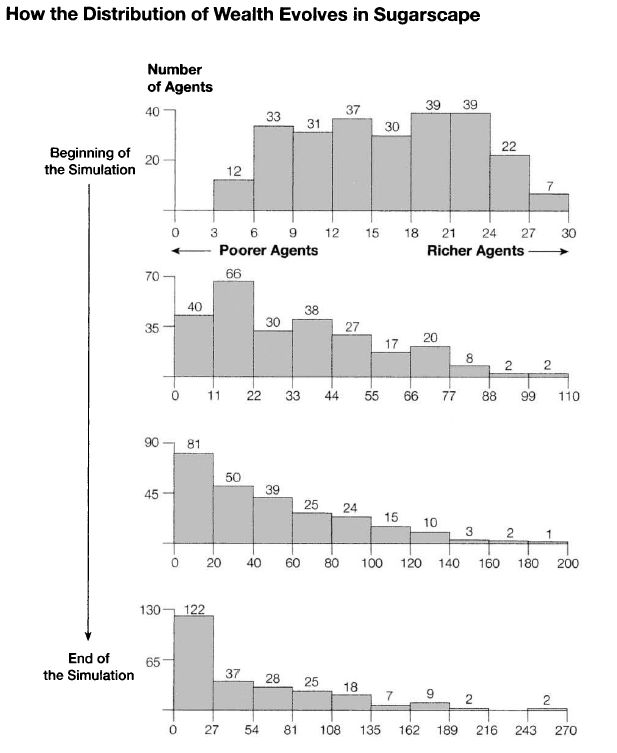 How the Distribution of Wealth Evolves in Sugarscape
Number
of Agents
Beginning of
the Simulation
40
20
12 33 31 37 30 39 39 22 7
0 3 6 9 12 15 18 21 24 27 30
Poorer Agents Richer Agents
70
35
40 66 30 38 27 17 20 8 2 2
0 11 22 33 44 55 66 77 88 99 110
90
45
81 50 39 25 24 15 10 3 2 1
0 20 40 60 80 100 120 140 160 180 200
130
65
122 37 28 25 18 7 9 2 2
0 27 54 81 108 135 162 189 216 243 270
End of
the Simulation